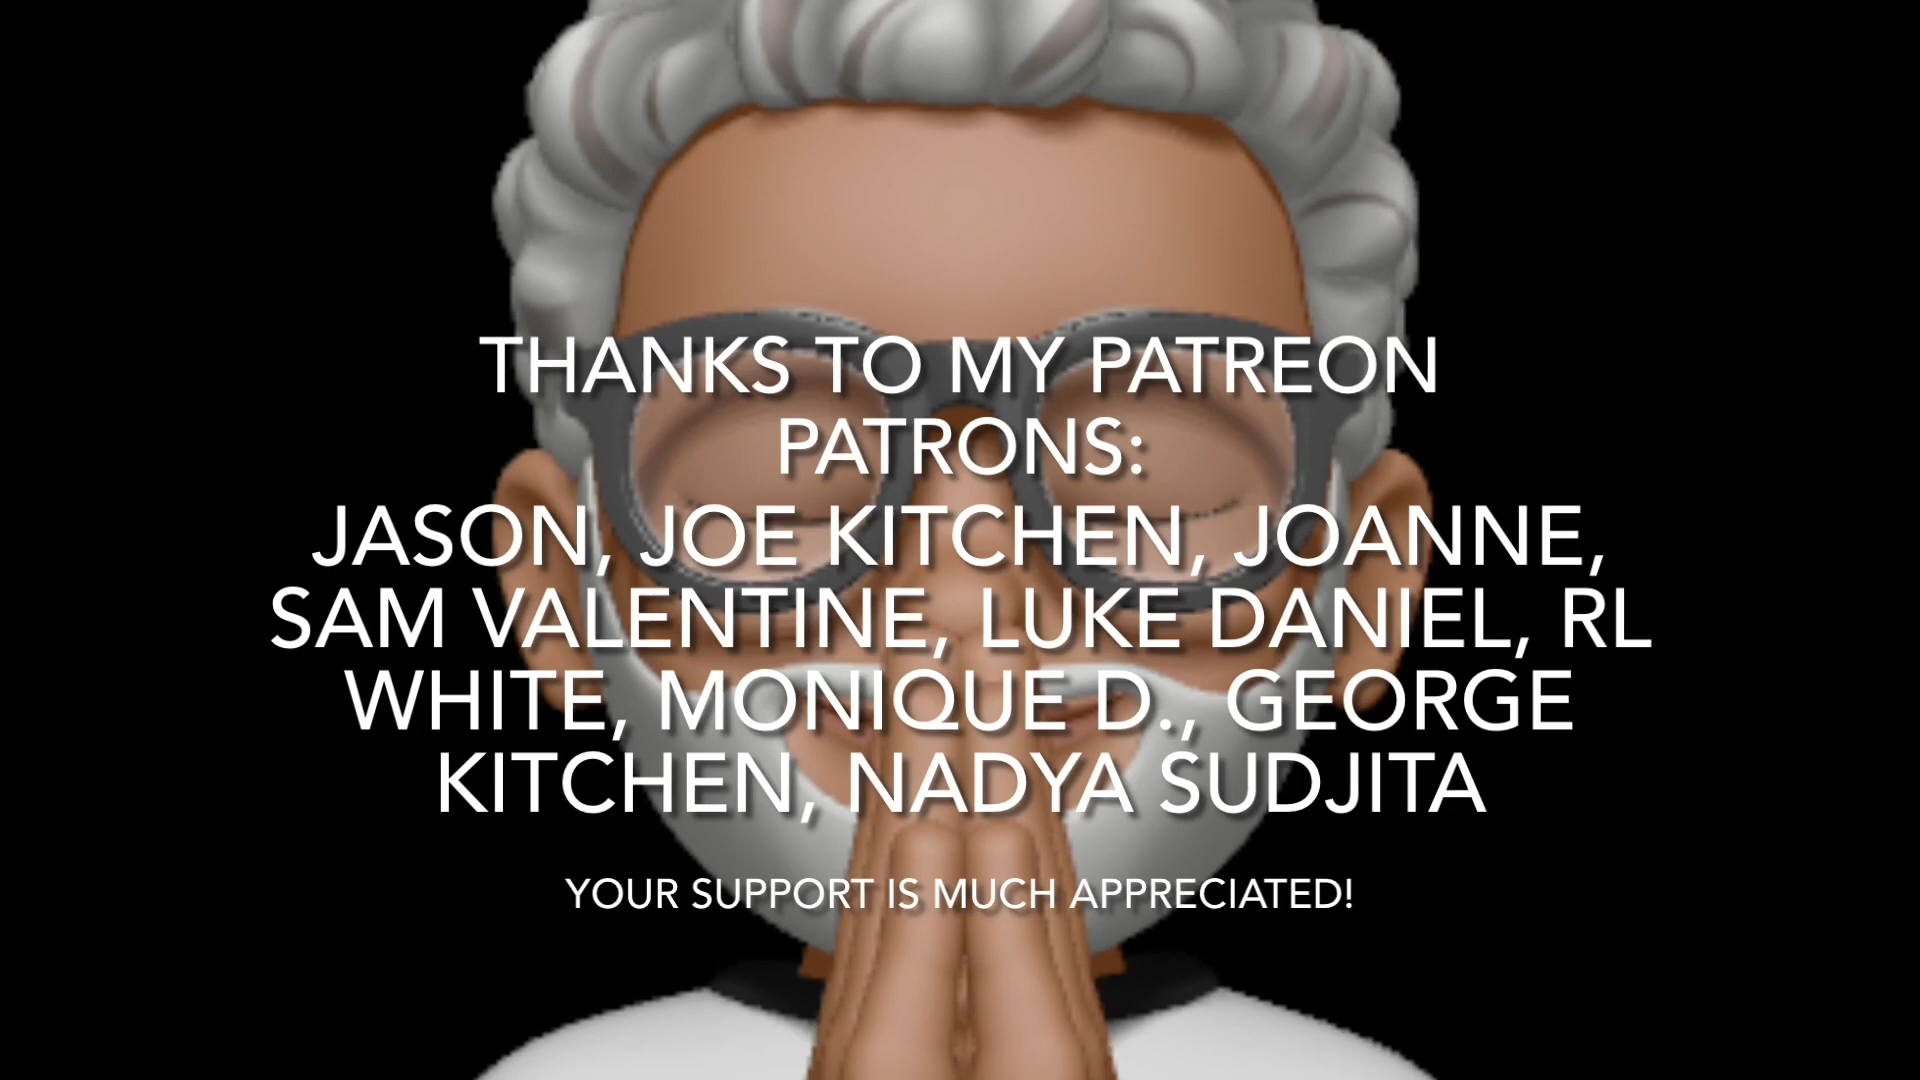 THANKS TO MY PATREON
PATRONS:
JASON, JOE KITCHEN, JOANNE,
SAM VALENTINE, LUKE DANIEL, RL
WHITE, MONIQUE D., GEORGE
KITCHEN, NADYA SUDJITA
YOUR SUPPORT IS MUCH APPRECIATED!